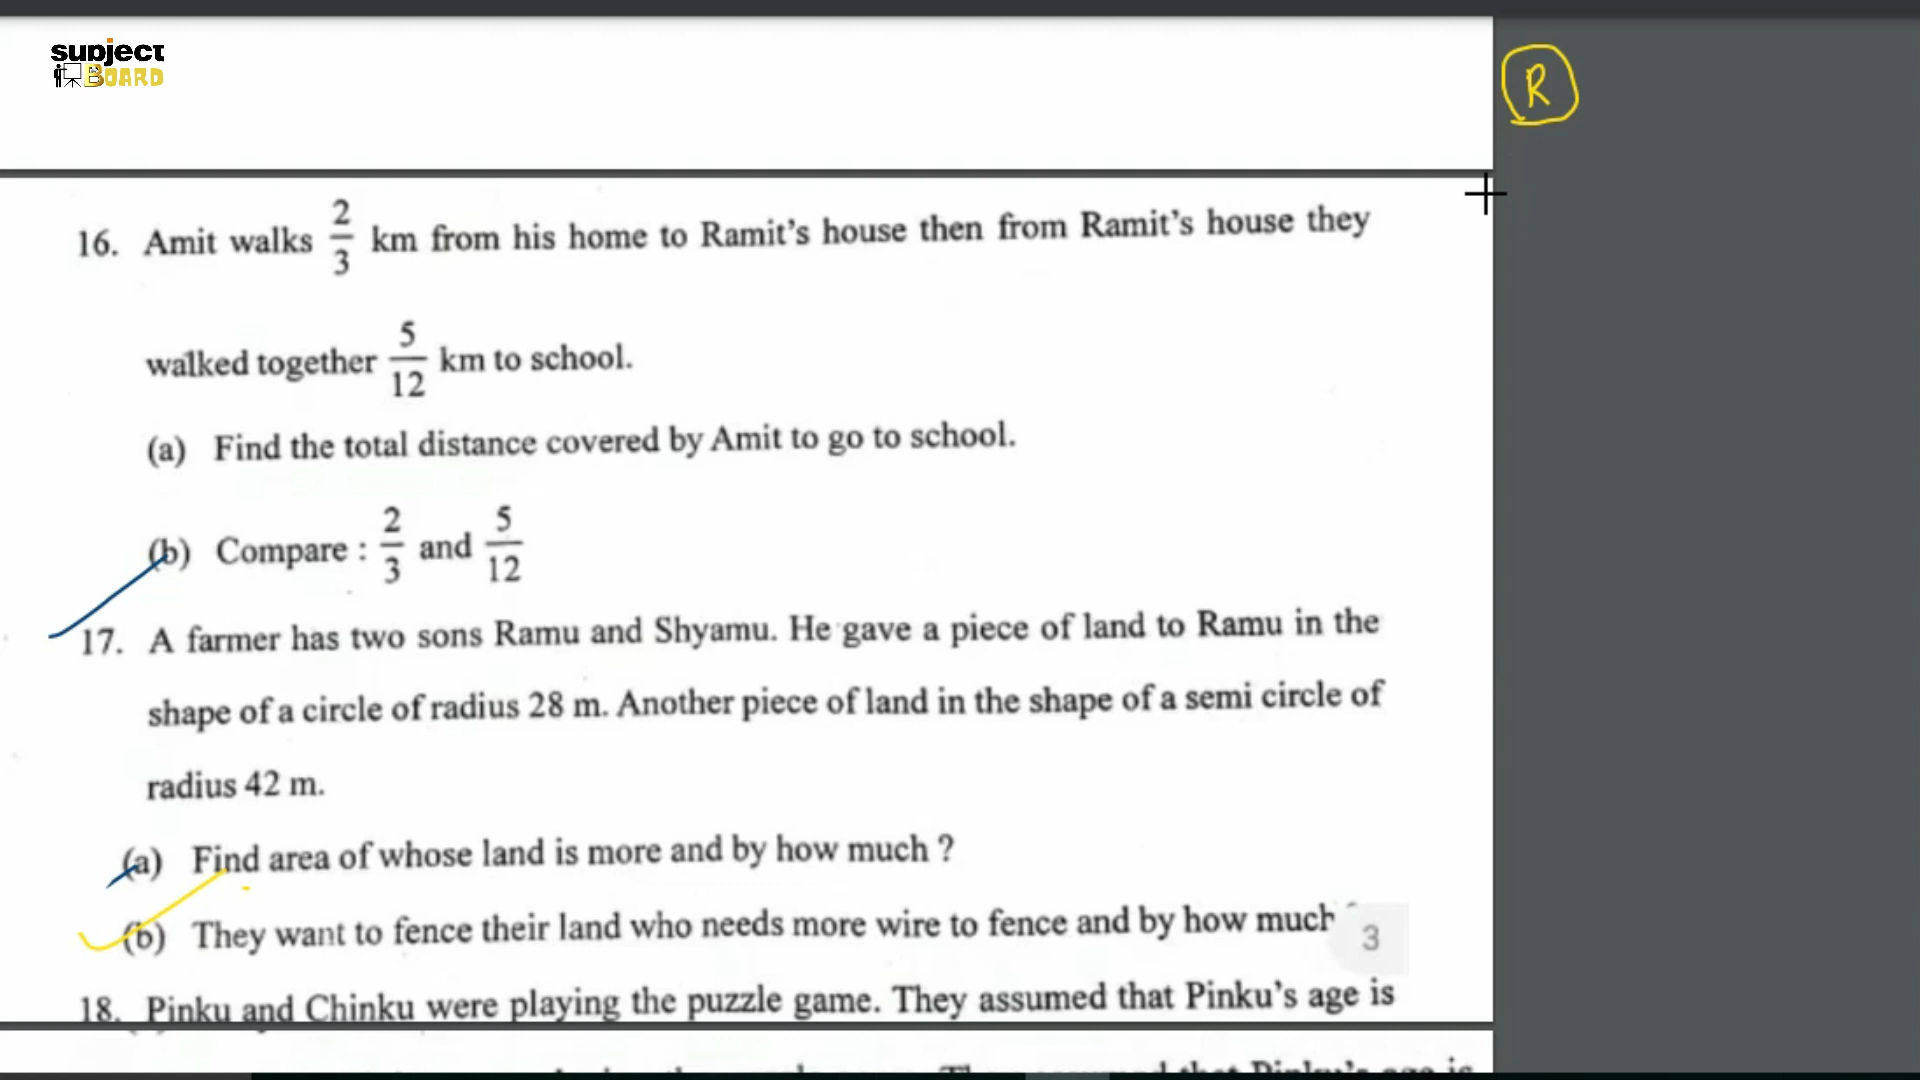 subject
BOARD
R
16. Amit walks 2/3 km from his home to Ramit's house then from Ramit's house they
walked together 5/12 km to school.
(a) Find the total distance covered by Amit to go to school.
(b) Compare : 2/3 and 5/12
17. A farmer has two sons Ramu and Shyamu. He gave a piece of land to Ramu in the
shape of a circle of radius 28 m. Another piece of land in the shape of a semi circle of
radius 42 m.
(a) Find area of whose land is more and by how much ?
(b) They want to fence their land who needs more wire to fence and by how much
3
18. Pinku and Chinku were playing the puzzle game. They assumed that Pinku's age is